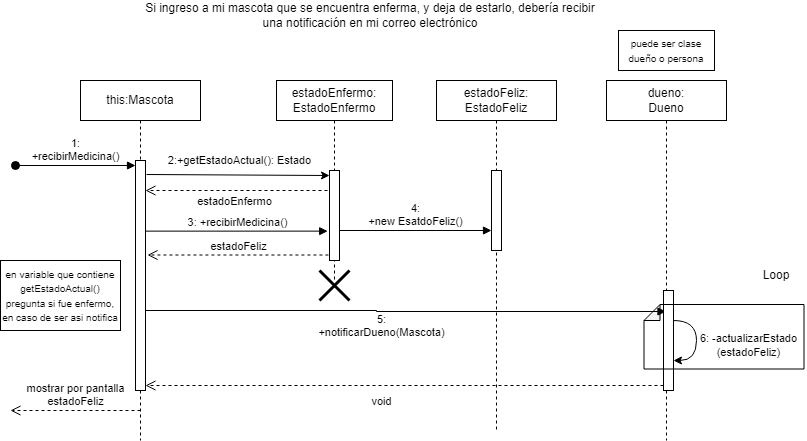 Si ingreso a mi mascota que se encuentra enferma, y deja de estarlo, debería recibir
una notificación en mi correo electrónico
puede ser clase
dueño o persona
this:Mascota
estadoEnfermo:
EstadoEnfermo
estadoFeliz:
EstadoFeliz
dueno:
Dueno
1:
+recibirMedicina()
2:+getEstadoActual(): Estado
estadoEnfermo
3: +recibirMedicina()
4:
+new EsatdoFeliz()
estadoFeliz
en variable que contiene
getEstadoActual()
pregunta si fue enfermo,
en caso de ser asi notifica
Loop
5:
+notificarDueno(Mascota)
6: -actualizarEstado
(estadoFeliz)
mostrar por pantalla
estadoFeliz
void